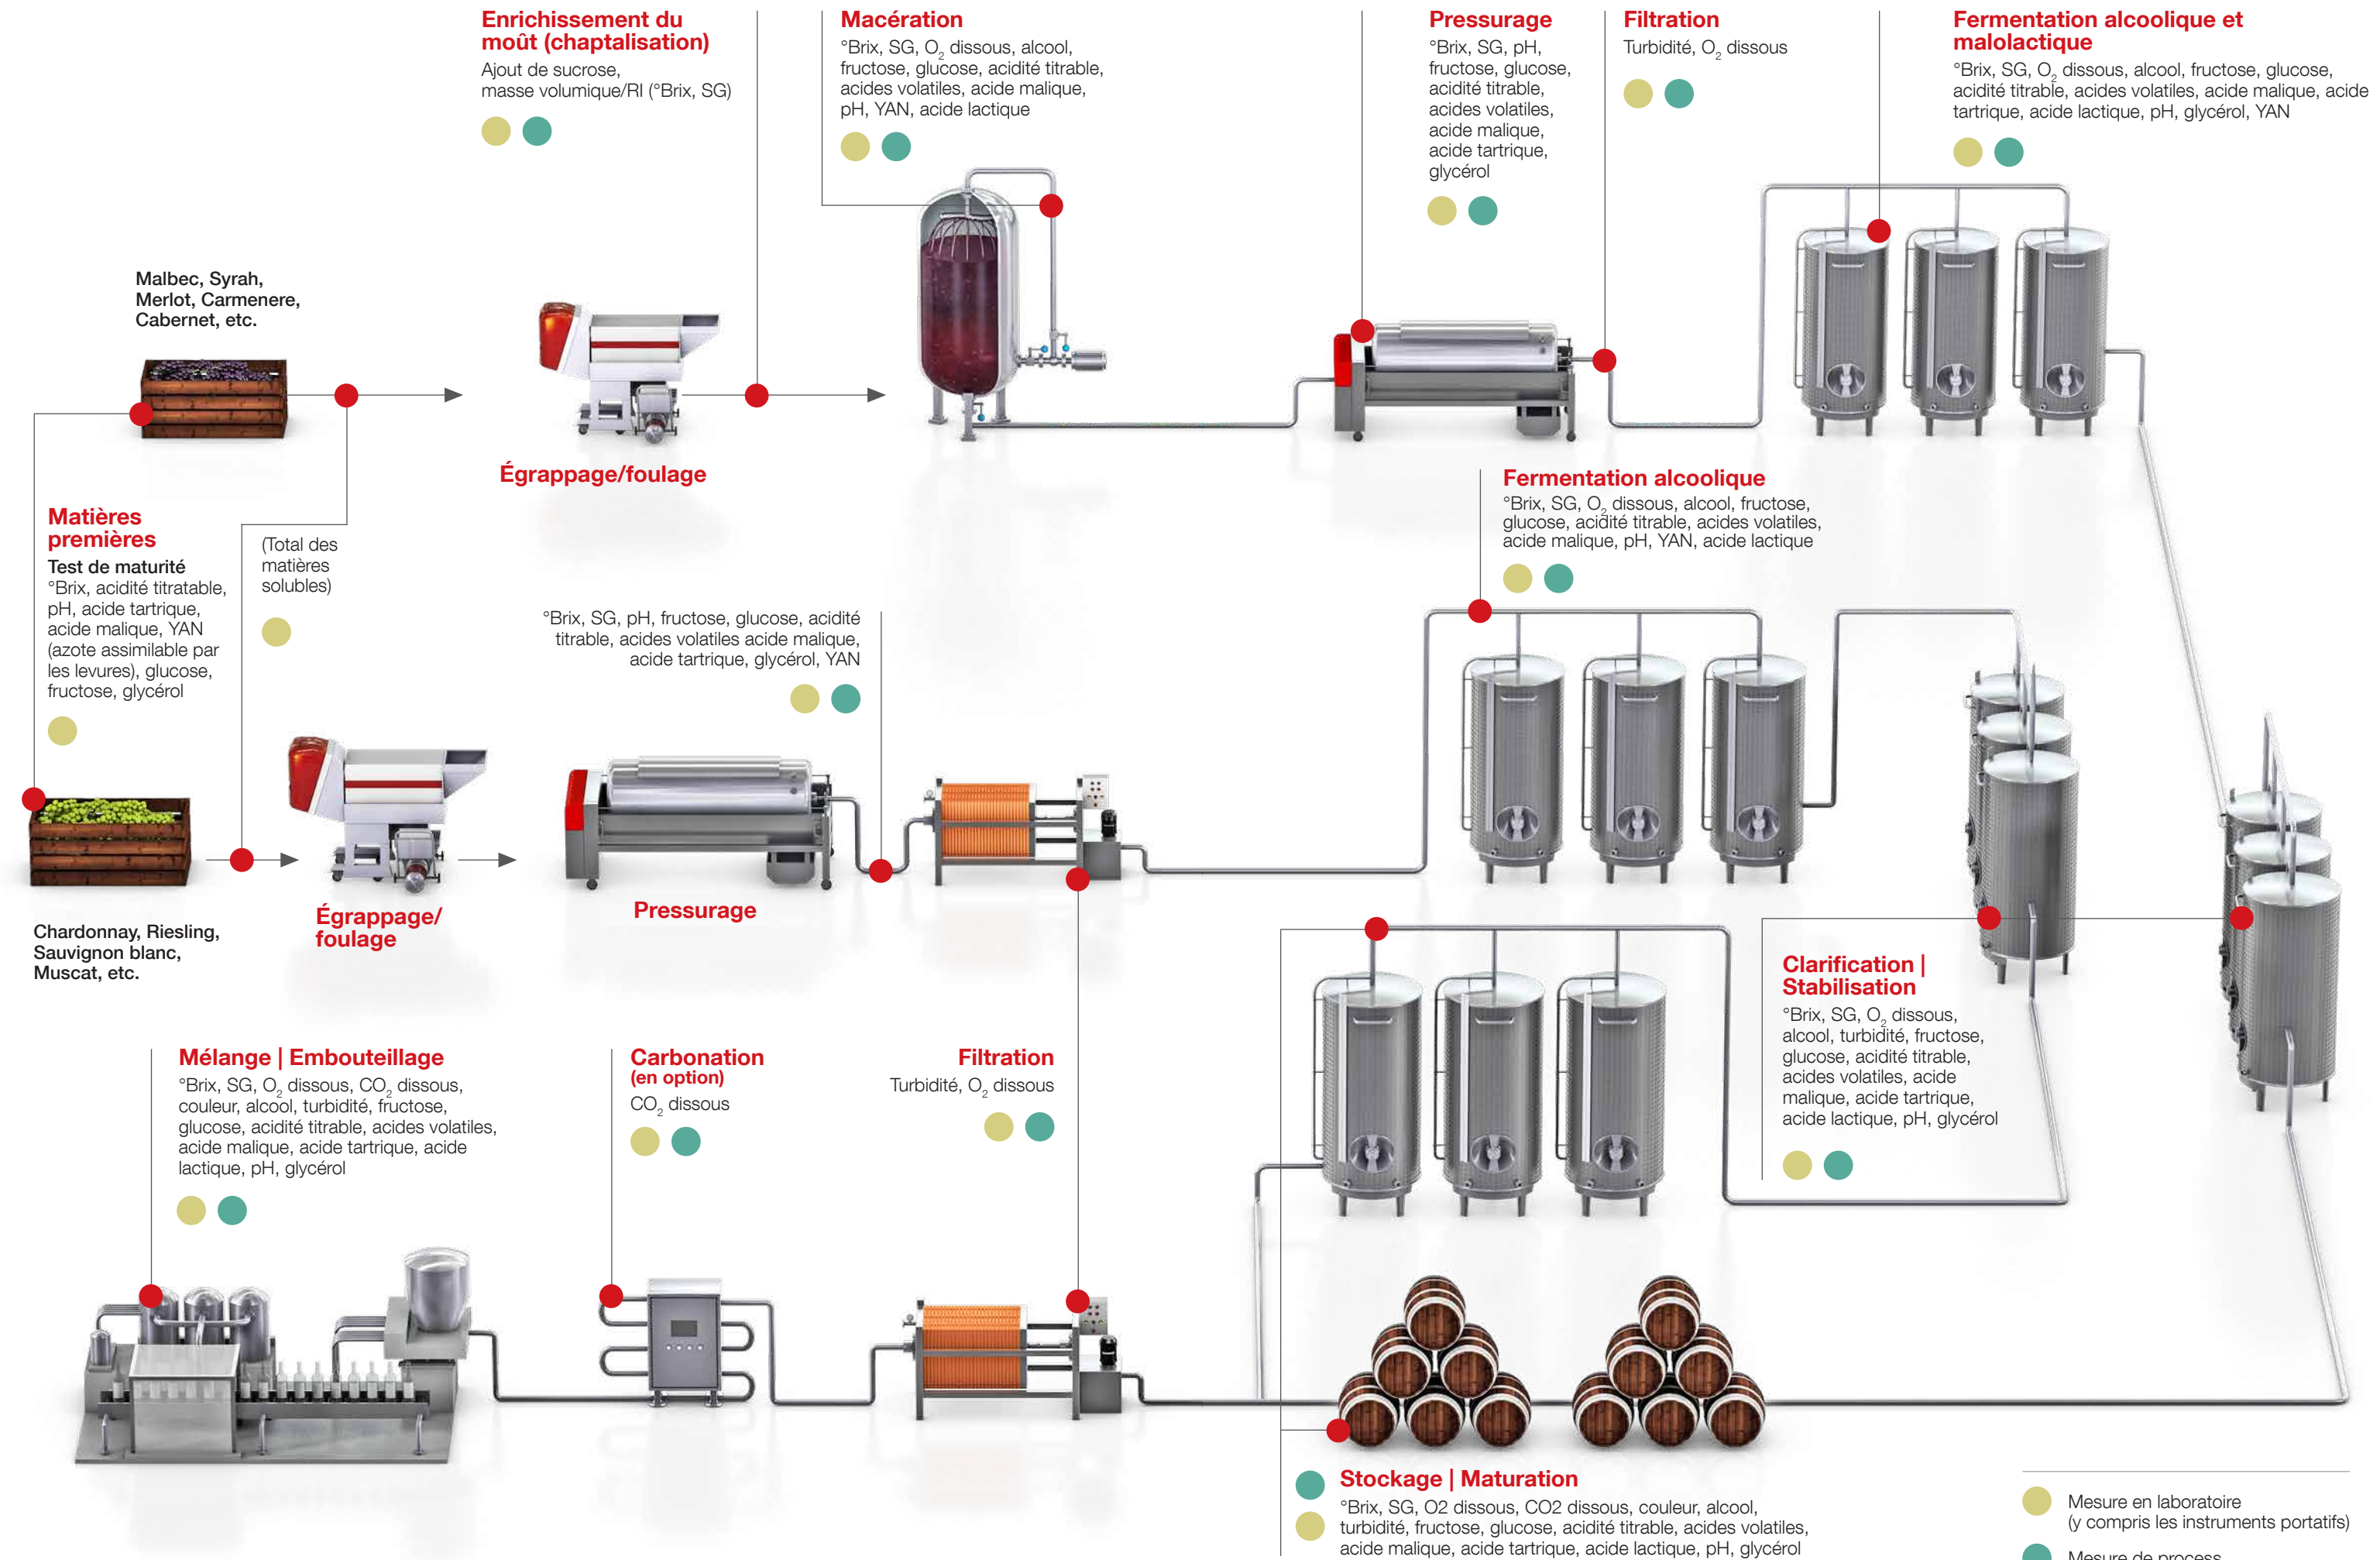 Enrichissement du
moût (chaptalisation)
Ajout de sucrose,
masse volumique/RI (°Brix, SG)
Macération
°Brix, SG, O₂ dissous, alcool,
fructose, glucose, acidité titrable,
acides volatiles, acide malique,
pH, YAN, acide lactique
Pressurage
°Brix, SG, pH,
fructose, glucose,
acidité titrable,
acides volatiles,
acide malique,
acide tartrique,
glycérol
Filtration
Turbidité, O₂ dissous
Fermentation alcoolique et
malolactique
°Brix, SG, O₂ dissous, alcool, fructose, glucose,
acidité titrable, acides volatiles, acide malique, acide
tartrique, acide lactique, pH, glycérol, YAN
Malbec, Syrah,
Merlot, Carmenere,
Cabernet, etc.
Égrappage/foulage
Matières
premières
Test de maturité
°Brix, acidité titratable,
pH, acide tartrique,
acide malique, YAN
(azote assimilable par
les levures), glucose,
fructose, glycérol
(Total des
matières
solubles)
°Brix, SG, pH, fructose, glucose, acidité
titrable, acides volatiles acide malique,
acide tartrique, glycérol, YAN
Fermentation alcoolique
°Brix, SG, O₂ dissous, alcool, fructose,
glucose, acidité titrable, acides volatiles,
acide malique, pH, YAN, acide lactique
Chardonnay, Riesling,
Sauvignon blanc,
Muscat, etc.
Égrappage/
foulage
Pressurage
Clarification |
Stabilisation
°Brix, SG, O₂ dissous,
alcool, turbidité, fructose,
glucose, acidité titrable,
acides volatiles, acide
malique, acide tartrique,
acide lactique, pH, glycérol
Mélange | Embouteillage
°Brix, SG, O₂ dissous, CO₂ dissous,
couleur, alcool, turbidité, fructose,
glucose, acidité titrable, acides volatiles,
acide malique, acide tartrique, acide
lactique, pH, glycérol
Carbonation
(en option)
CO₂ dissous
Filtration
Turbidité, O₂ dissous
Stockage | Maturation
°Brix, SG, O2 dissous, CO2 dissous, couleur, alcool,
turbidité, fructose, glucose, acidité titrable, acides volatiles,
acide malique, acide tartrique, acide lactique, pH, glycérol
Mesure en laboratoire
(y compris les instruments portatifs)
Mesure de process